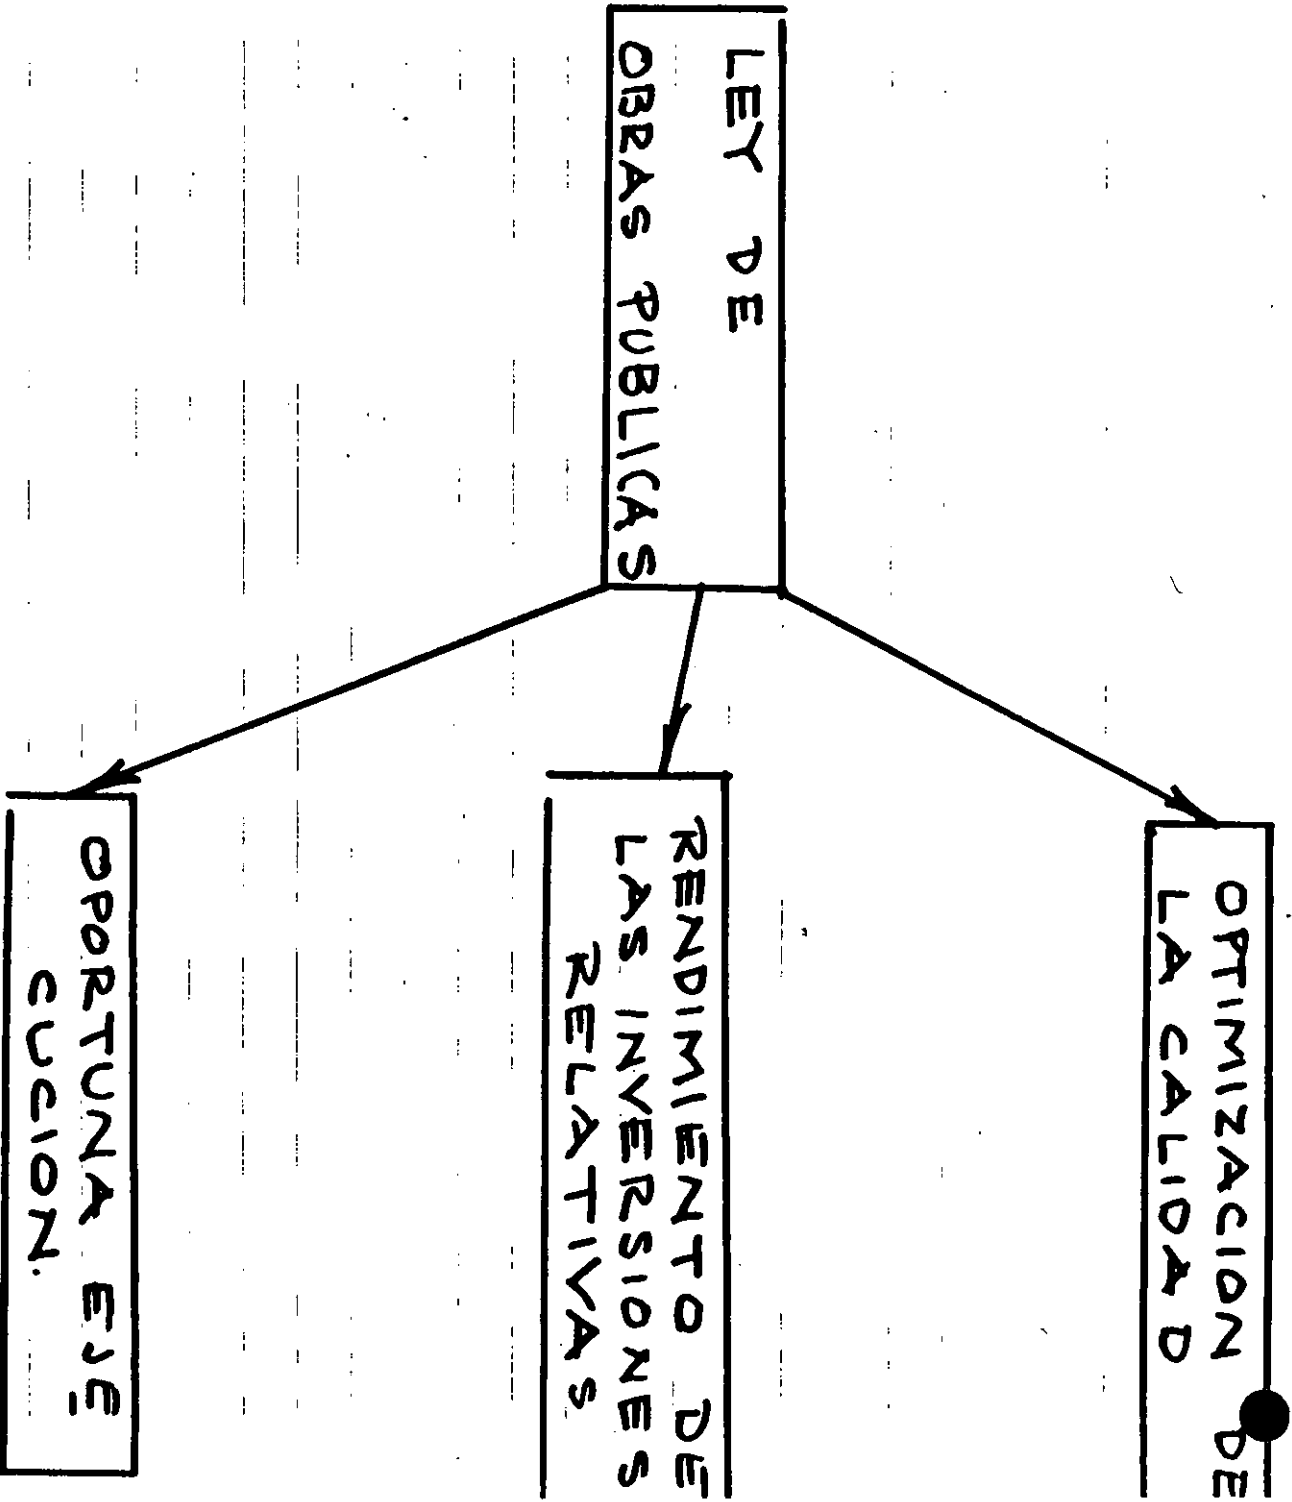 LEY DE
OBRAS PUBLICAS
OPTIMIZACION DE
LA CALIDAD
RENDIMIENTO DE
LAS INVERSIONES
RELATIVAS
OPORTUNA EJE
CUCION.